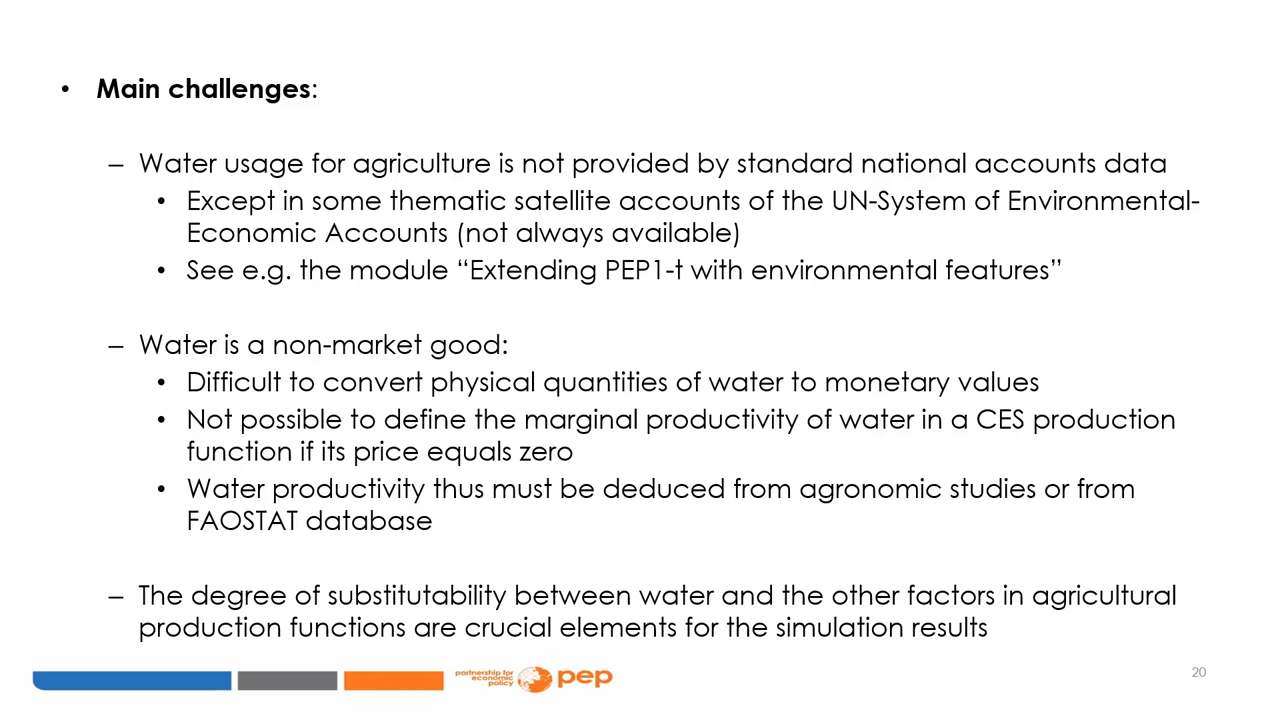 • Main challenges:
– Water usage for agriculture is not provided by standard national accounts data
• Except in some thematic satellite accounts of the UN-System of Environmental-
Economic Accounts (not always available)
• See e.g. the module “Extending PEP1-t with environmental features”
– Water is a non-market good:
• Difficult to convert physical quantities of water to monetary values
• Not possible to define the marginal productivity of water in a CES production
function if its price equals zero
• Water productivity thus must be deduced from agronomic studies or from
FAOSTAT database
– The degree of substitutability between water and the other factors in agricultural
production functions are crucial elements for the simulation results
partnership for
economic
policy
pep
20